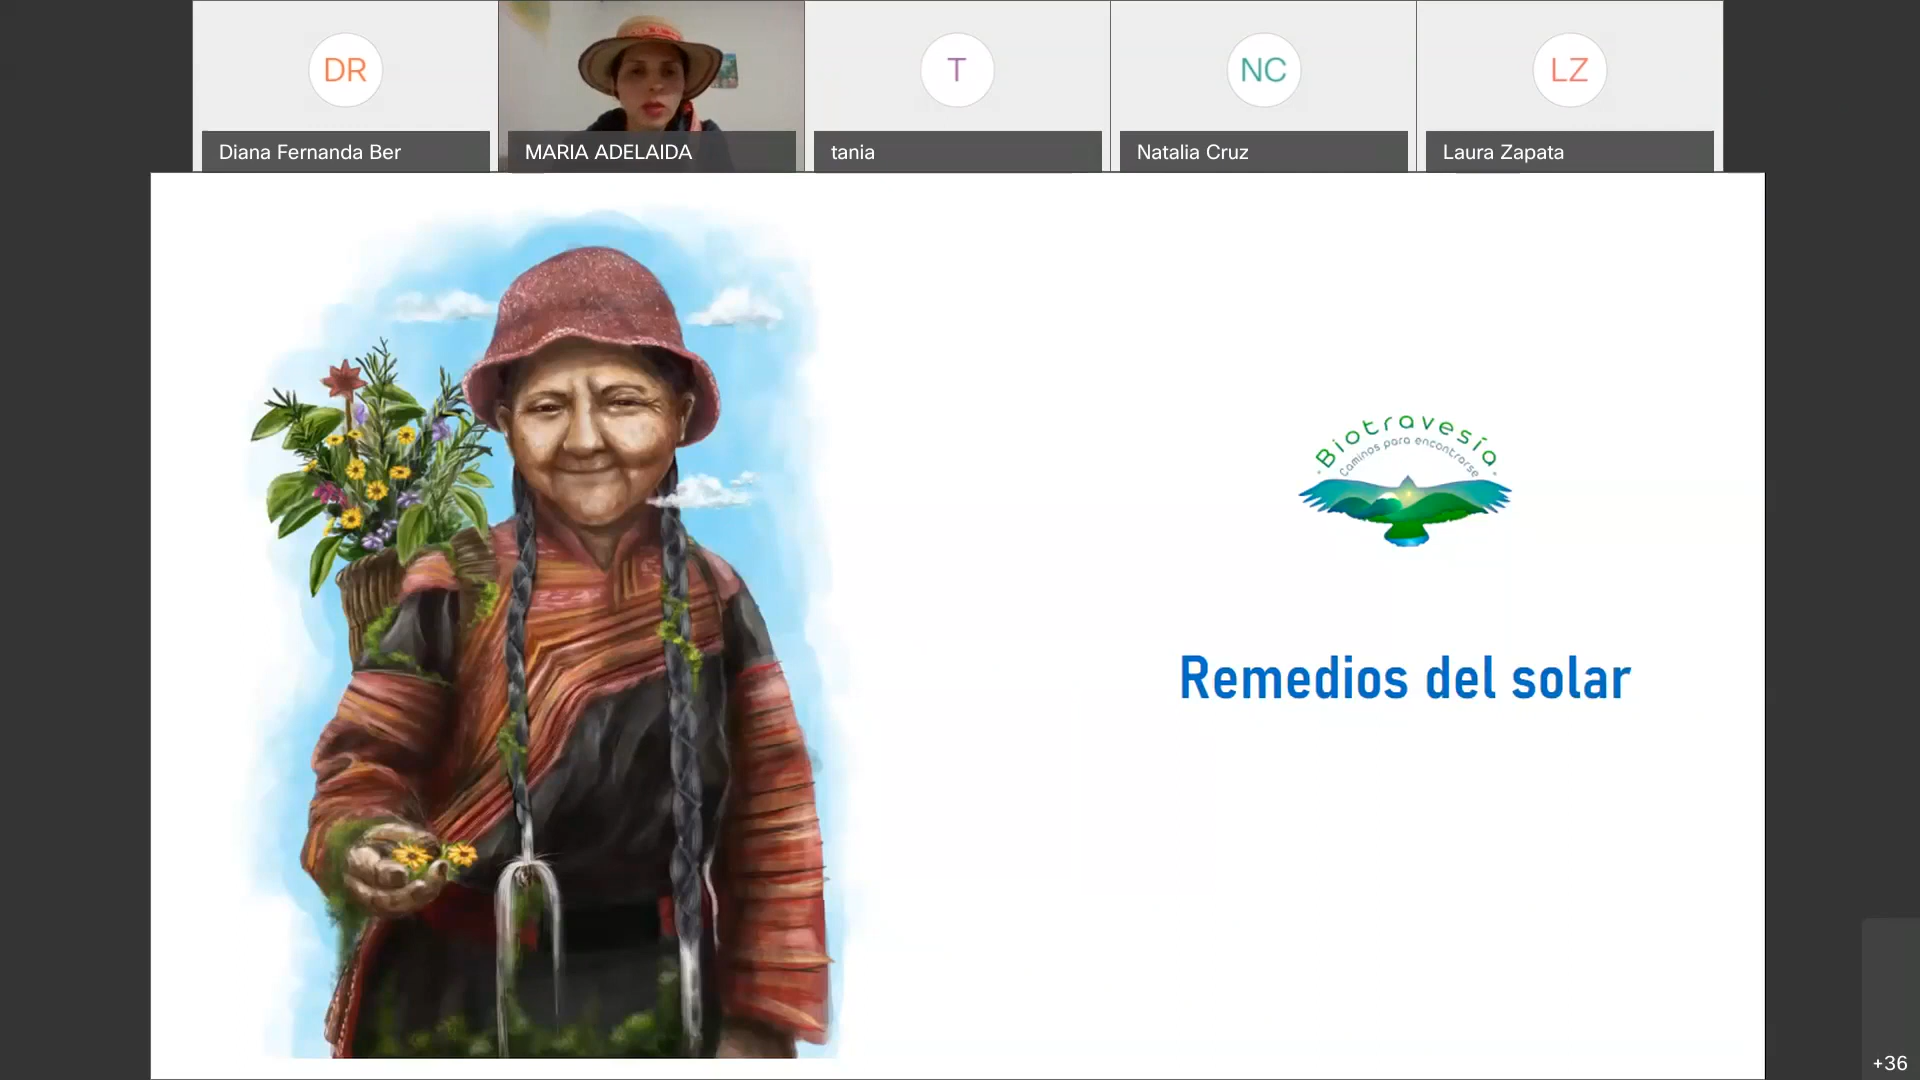 DR
T
NC
LZ
Diana Fernanda Ber
MARIA ADELAIDA
tania
Natalia Cruz
Laura Zapata
Biotravesía
Caminos para encontrarse
Remedios del solar
+36